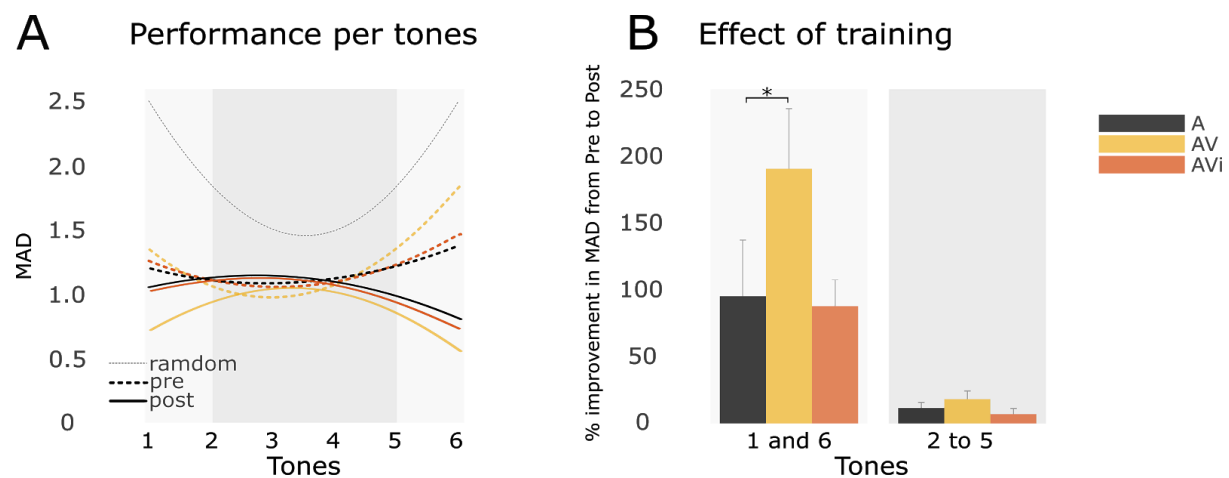 A Performance per tones
MAD
2.5
2.0
1.5
1.0
0.5
0
ramdom
pre
post
1 2 3 4 5 6
Tones
B Effect of training
% improvement in MAD from Pre to Post
250
200
150
100
50
0
*
1 and 6 2 to 5
Tones
A
AV
AVi